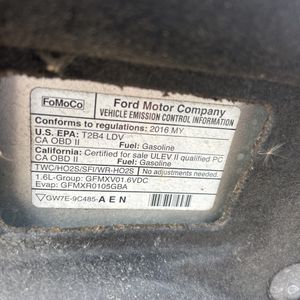 FoMoCo
Ford Motor Company
VEHICLE EMISSION CONTROL INFORMATION
Conforms to regulations: 2016 MY
U.S. EPA: T2B4 LDV
CA OBD II Fuel: Gasoline
California: Certified for sale ULEV II qualified PC
CA OBD II Fuel: Gasoline
TWC/HO2S/SFI/WR-HO2S No adjustments needed.
1.6L-Group: GFMXV01.6VDC
Evap: GFMXR0105GBA
GW7E-9C485-AEN